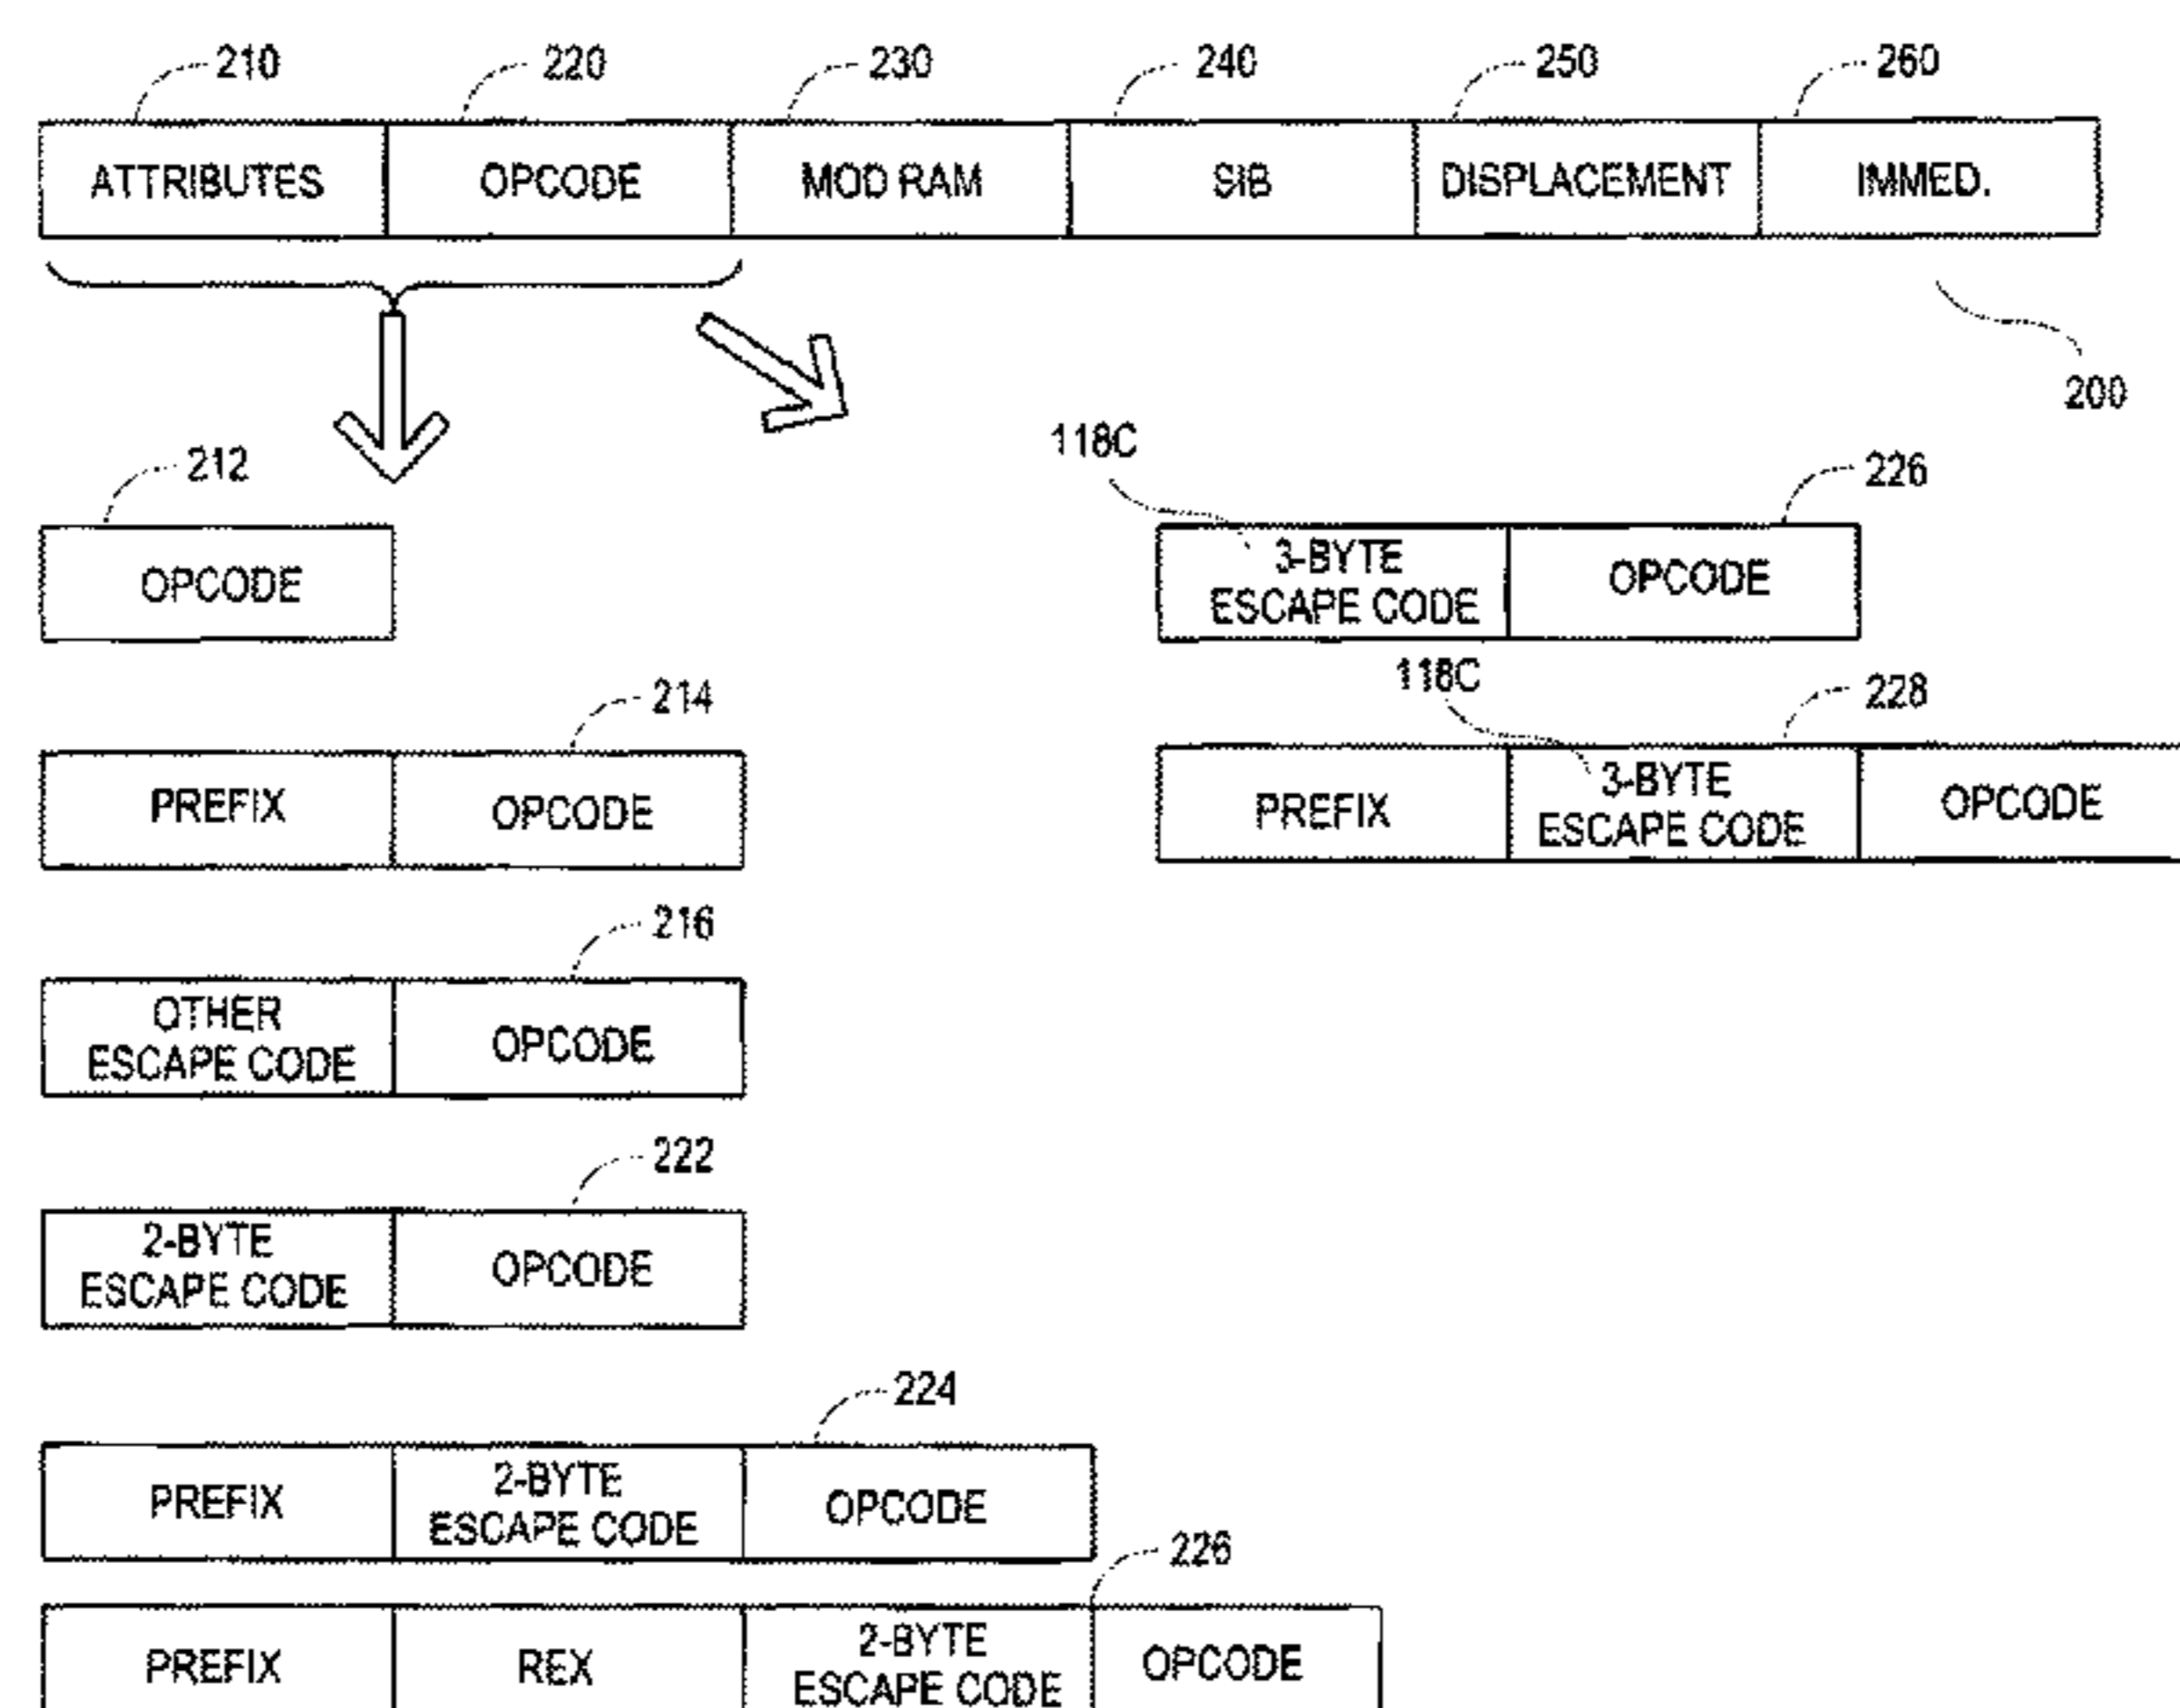 210 220 230 240 250 260
ATTRIBUTES OPCODE MOD RAM SIB DISPLACEMENT IMMED.
200
212
OPCODE
118C 226
3-BYTE
ESCAPE CODE OPCODE
214
PREFIX OPCODE
118C 228
PREFIX 3-BYTE
ESCAPE CODE OPCODE
216
OTHER
ESCAPE CODE OPCODE
222
2-BYTE
ESCAPE CODE OPCODE
224
PREFIX 2-BYTE
ESCAPE CODE OPCODE
226
PREFIX REX 2-BYTE
ESCAPE CODE OPCODE